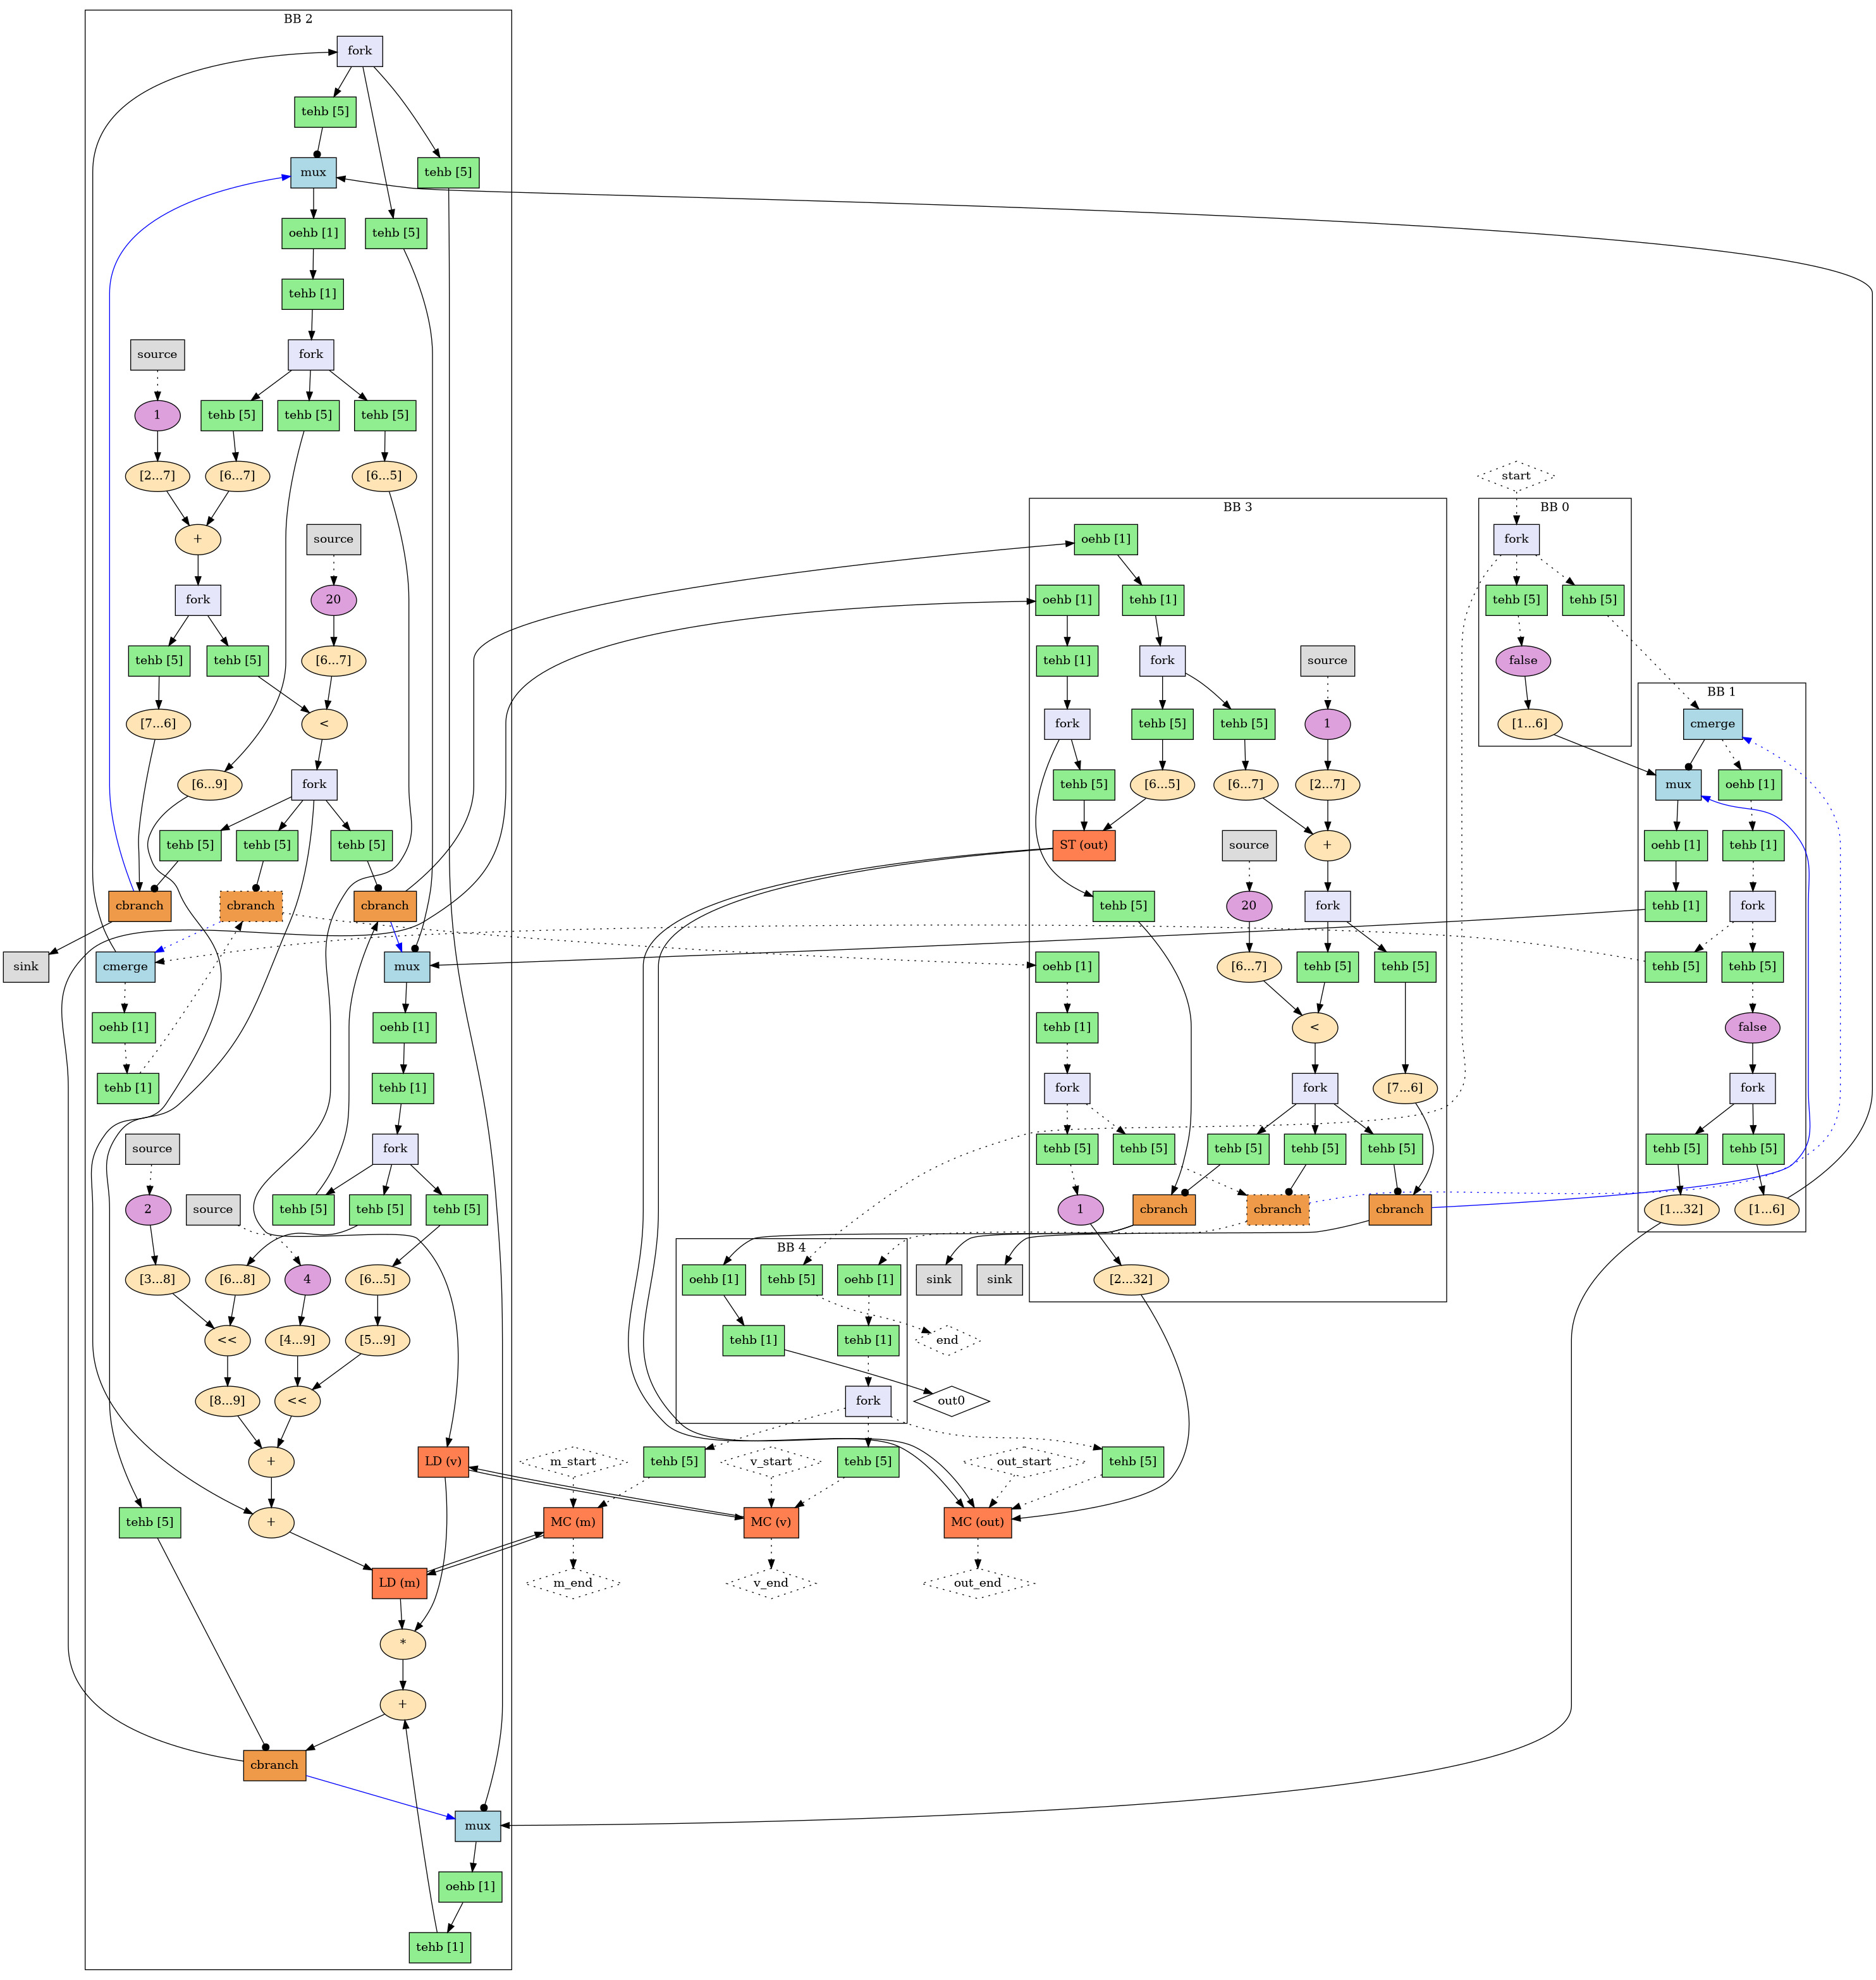 BB 2
fork
tehb [5]
mux
tehb [5]
oehb [1]
tehb [5]
tehb [1]
source
fork
1
tehb [5]
tehb [5]
tehb [5]
[2...7]
[6...7]
[6...5]
+
source
fork
20
tehb [5]
tehb [5]
[6...7]
[7...6]
<
[6...9]
fork
tehb [5]
tehb [5]
tehb [5]
cbranch
cbranch
cbranch
sink
cmerge
mux
oehb [1]
oehb [1]
tehb [1]
tehb [1]
source
fork
2
source
tehb [5]
tehb [5]
tehb [5]
[3...8]
[6...8]
4
[6...5]
<<
[4...9]
[5...9]
[8...9]
<<
+
LD (v)
tehb [5]
+
LD (m)
*
+
cbranch
mux
oehb [1]
tehb [1]
BB 3
oehb [1]
oehb [1]
tehb [1]
tehb [1]
fork
source
fork
tehb [5]
tehb [5]
1
tehb [5]
[6...5]
[6...7]
[2...7]
ST (out)
source
+
tehb [5]
20
fork
oehb [1]
[6...7]
tehb [5]
tehb [5]
tehb [1]
<
fork
fork
[7...6]
tehb [5]
tehb [5]
tehb [5]
tehb [5]
tehb [5]
1
cbranch
cbranch
cbranch
[2...32]
start
BB 0
fork
tehb [5]
tehb [5]
false
[1...6]
BB 1
cmerge
mux
oehb [1]
oehb [1]
tehb [1]
tehb [1]
fork
tehb [5]
tehb [5]
false
fork
tehb [5]
tehb [5]
[1...32]
[1...6]
BB 4
oehb [1]
tehb [5]
oehb [1]
sink
sink
tehb [1]
tehb [1]
end
fork
out0
m_start
tehb [5]
v_start
tehb [5]
out_start
tehb [5]
MC (m)
MC (v)
MC (out)
m_end
v_end
out_end